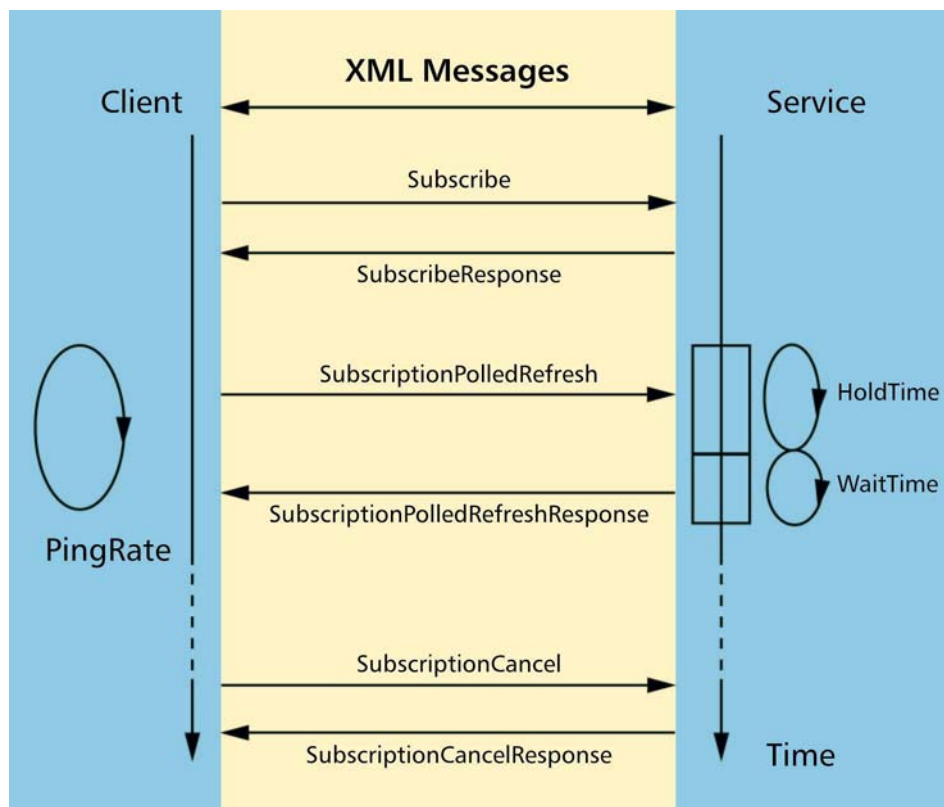 XML Messages
Client
Service
Subscribe
SubscribeResponse
SubscriptionPolledRefresh
HoldTime
WaitTime
SubscriptionPolledRefreshResponse
PingRate
SubscriptionCancel
SubscriptionCancelResponse
Time